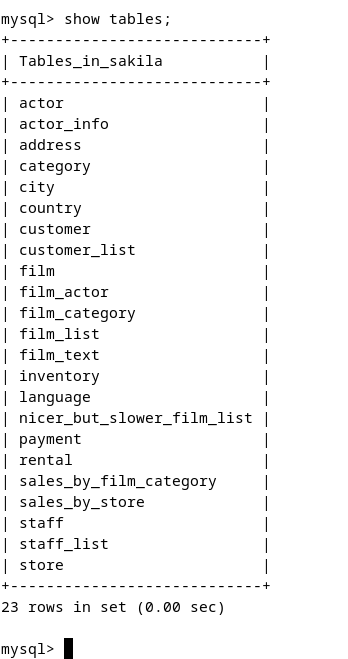 mysql> show tables;
+----------------------------+
| Tables_in_sakila           |
+----------------------------+
| actor                      |
| actor_info                 |
| address                    |
| category                   |
| city                       |
| country                    |
| customer                   |
| customer_list              |
| film                       |
| film_actor                 |
| film_category              |
| film_list                  |
| film_text                  |
| inventory                  |
| language                   |
| nicer_but_slower_film_list |
| payment                    |
| rental                     |
| sales_by_film_category     |
| sales_by_store             |
| staff                      |
| staff_list                 |
| store                      |
+----------------------------+
23 rows in set (0.00 sec)

mysql>